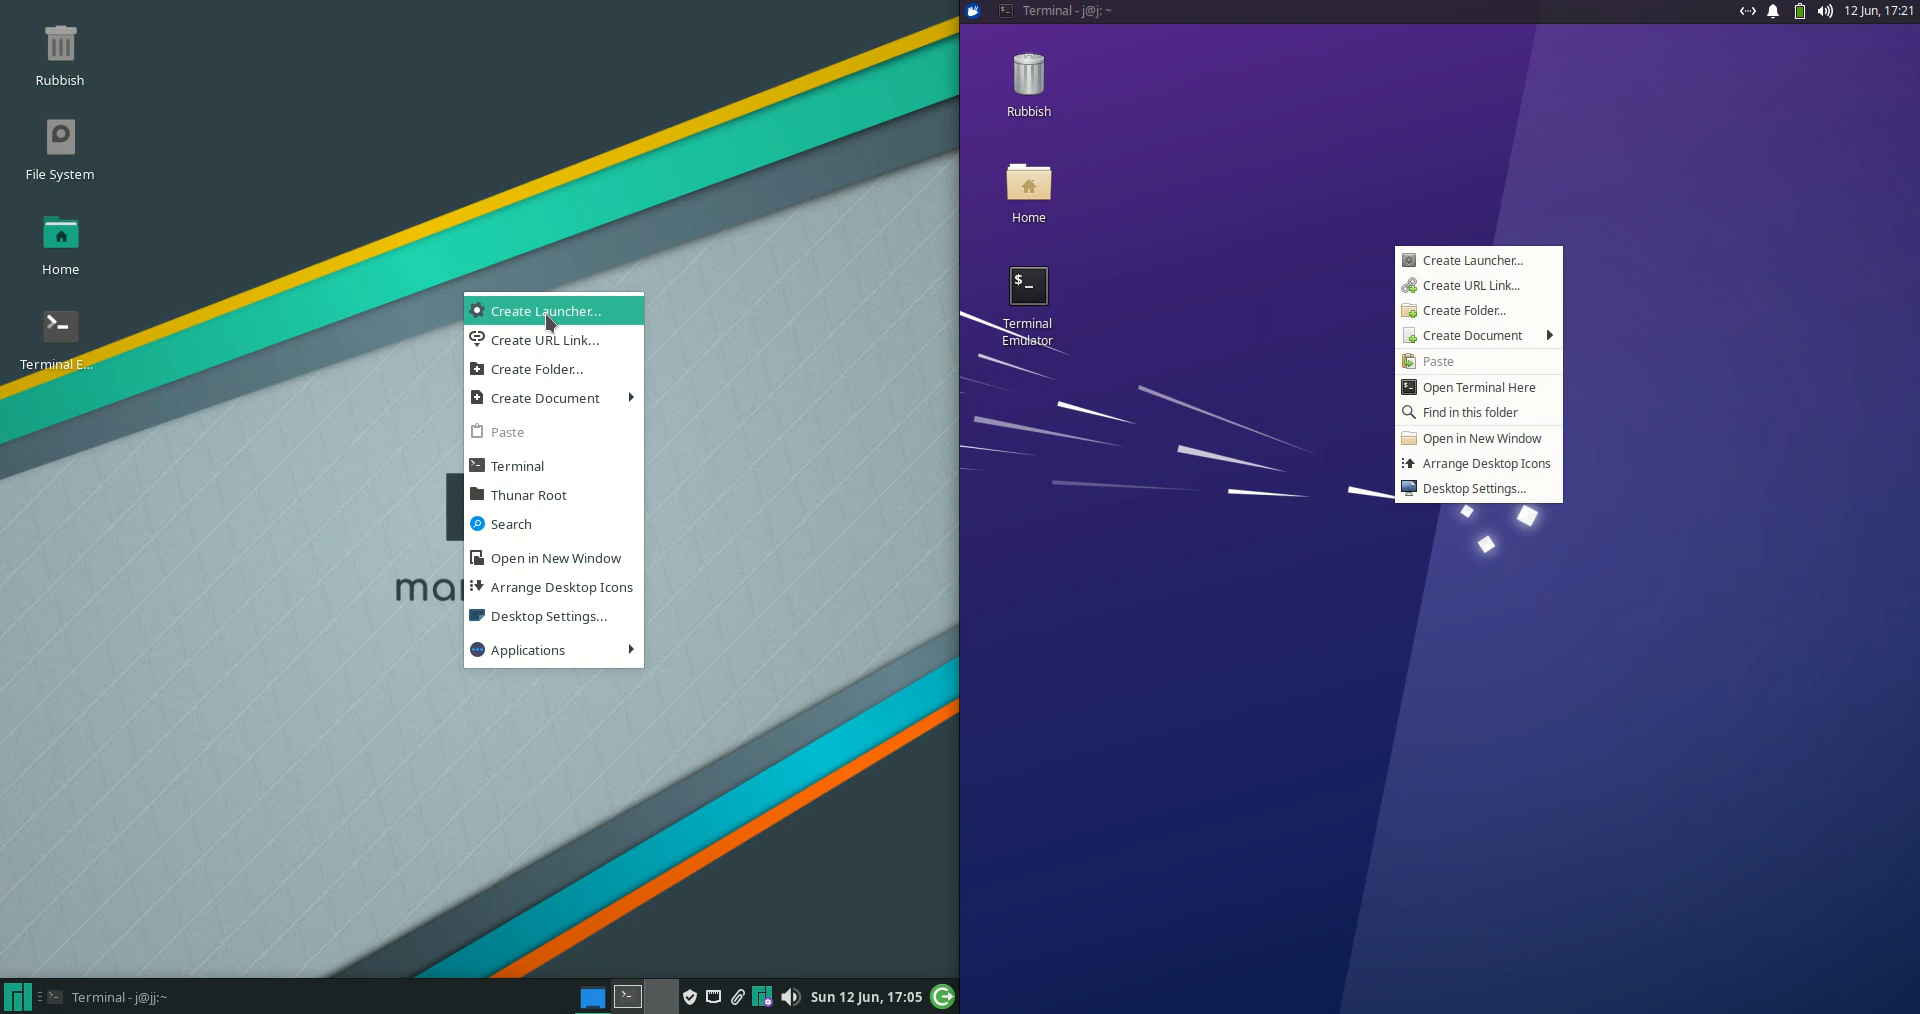 Rubbish
File System
Home
Terminal E...
Create Launcher...
Create URL Link...
Create Folder...
Create Document
Paste
Terminal
Thunar Root
Search
Open in New Window
Arrange Desktop Icons
Desktop Settings...
Applications
Terminal - j@jj:~
Sun 12 Jun, 17:05
Terminal - j@j: ~
12 Jun, 17:21
Rubbish
Home
$_
Terminal
Emulator
Create Launcher...
Create URL Link...
Create Folder...
Create Document
Paste
Open Terminal Here
Find in this folder
Open in New Window
Arrange Desktop Icons
Desktop Settings...